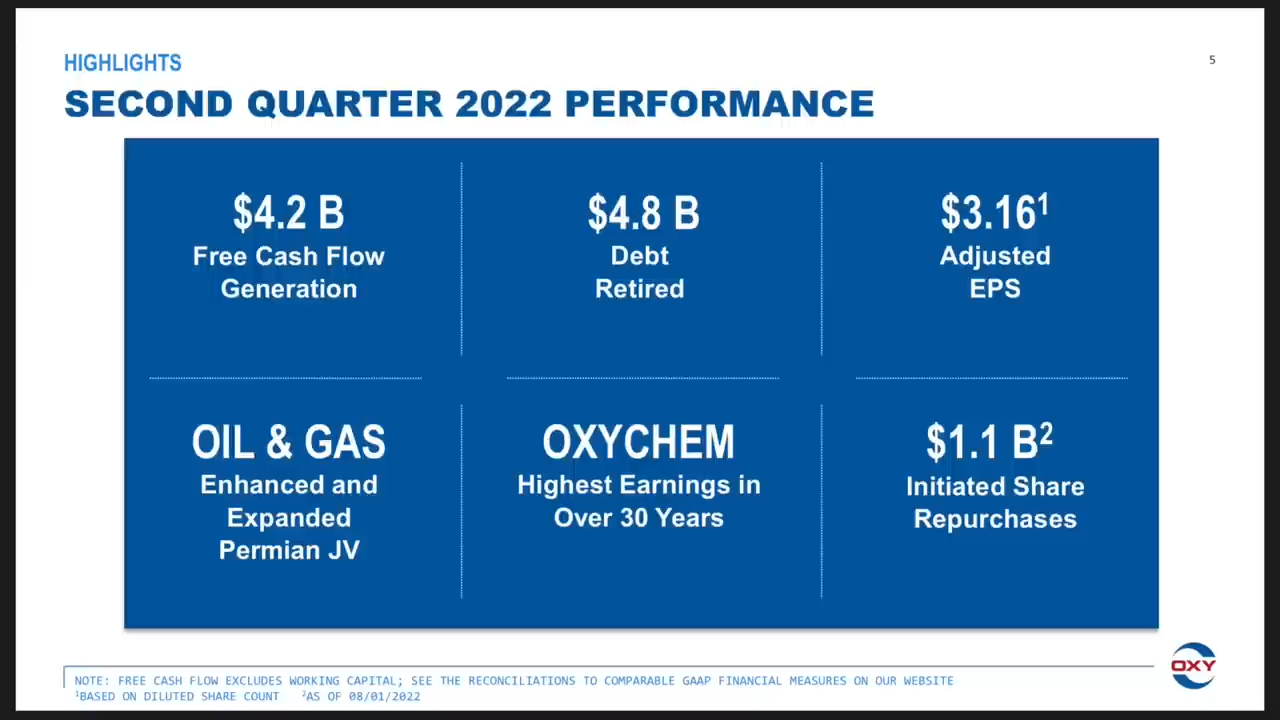 HIGHLIGHTS
5
SECOND QUARTER 2022 PERFORMANCE
$4.2 B
Free Cash Flow
Generation
$4.8 B
Debt
Retired
$3.16¹
Adjusted
EPS
OIL & GAS
Enhanced and
Expanded
Permian JV
OXYCHEM
Highest Earnings in
Over 30 Years
$1.1 B²
Initiated Share
Repurchases
OXY
NOTE: FREE CASH FLOW EXCLUDES WORKING CAPITAL; SEE THE RECONCILIATIONS TO COMPARABLE GAAP FINANCIAL MEASURES ON OUR WEBSITE
¹BASED ON DILUTED SHARE COUNT ²AS OF 08/01/2022